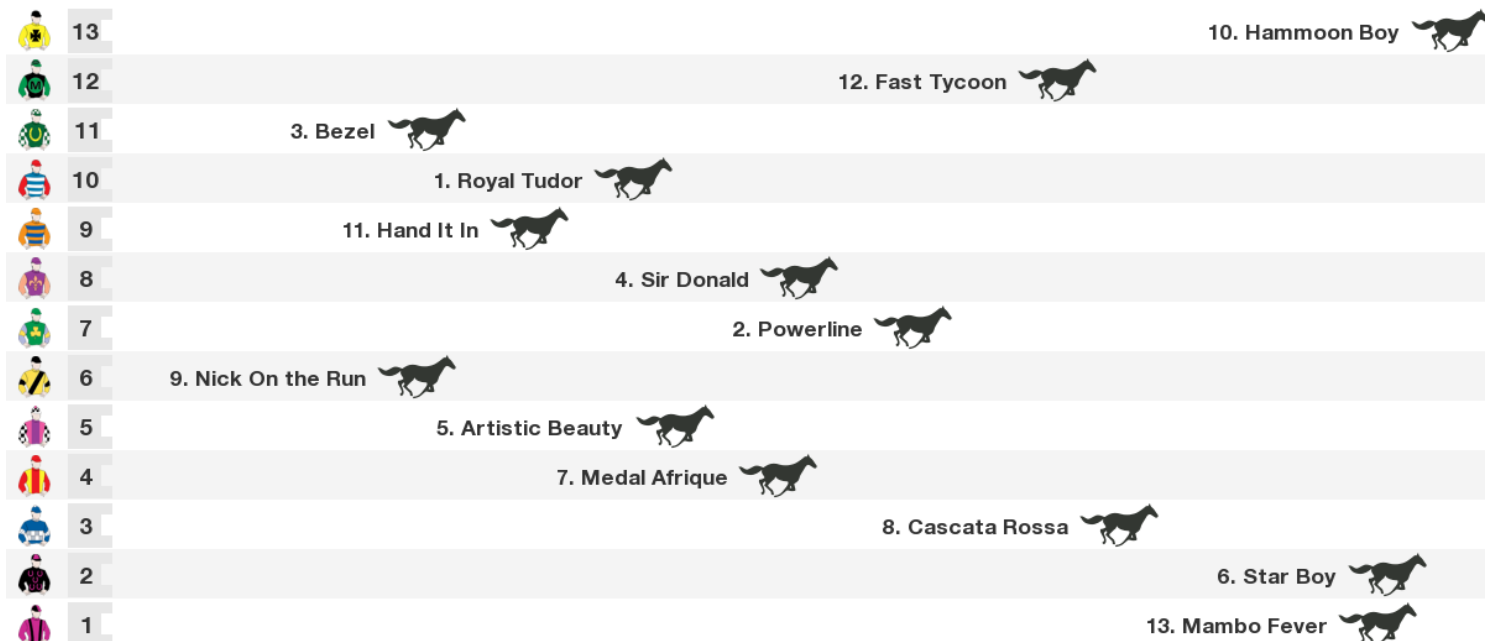 13 10. Hammoon Boy
12 12. Fast Tycoon
11 3. Bezel
10 1. Royal Tudor
9 11. Hand It In
8 4. Sir Donald
7 2. Powerline
6 9. Nick On the Run
5 5. Artistic Beauty
4 7. Medal Afrique
3 8. Cascata Rossa
2 6. Star Boy
1 13. Mambo Fever